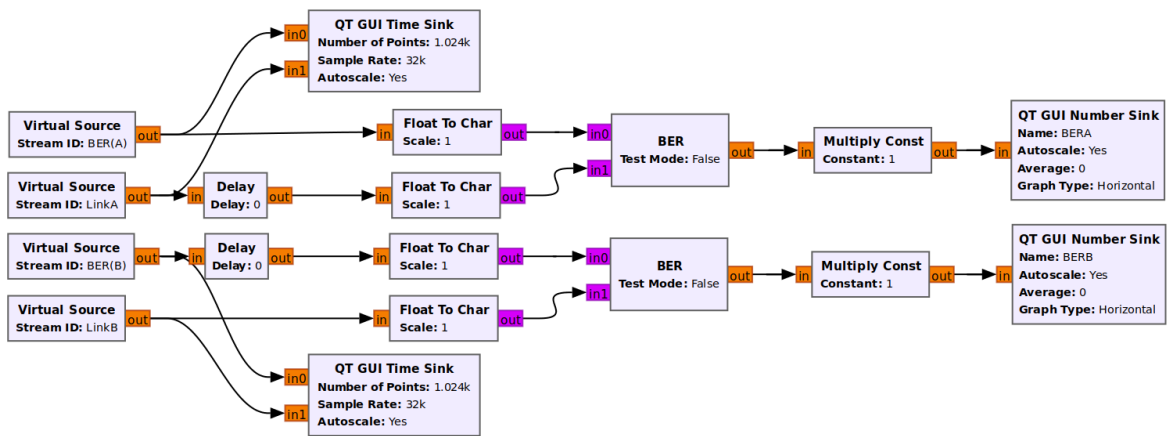 QT GUI Time Sink
Number of Points: 1.024k
Sample Rate: 32k
Autoscale: Yes
in0
in1
Virtual Source
Stream ID: BER(A)
out
in
Float To Char
Scale: 1
out
in0
in1
BER
Test Mode: False
out
in
Multiply Const
Constant: 1
out
in
QT GUI Number Sink
Name: BERA
Autoscale: Yes
Average: 0
Graph Type: Horizontal
Virtual Source
Stream ID: LinkA
out
in
Delay
Delay: 0
out
in
Float To Char
Scale: 1
out
Virtual Source
Stream ID: BER(B)
out
in
Delay
Delay: 0
out
in
Float To Char
Scale: 1
out
in0
in1
BER
Test Mode: False
out
in
Multiply Const
Constant: 1
out
in
QT GUI Number Sink
Name: BERB
Autoscale: Yes
Average: 0
Graph Type: Horizontal
Virtual Source
Stream ID: LinkB
out
in
Float To Char
Scale: 1
out
in0
in1
QT GUI Time Sink
Number of Points: 1.024k
Sample Rate: 32k
Autoscale: Yes